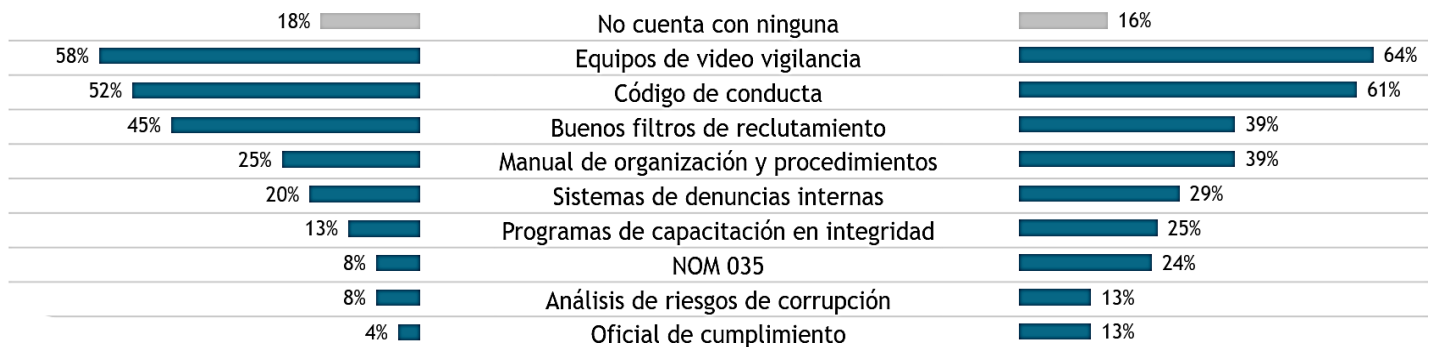 18% No cuenta con ninguna 16%
58% Equipos de video vigilancia 64%
52% Código de conducta 61%
45% Buenos filtros de reclutamiento 39%
25% Manual de organización y procedimientos 39%
20% Sistemas de denuncias internas 29%
13% Programas de capacitación en integridad 25%
8% NOM 035 24%
8% Análisis de riesgos de corrupción 13%
4% Oficial de cumplimiento 13%